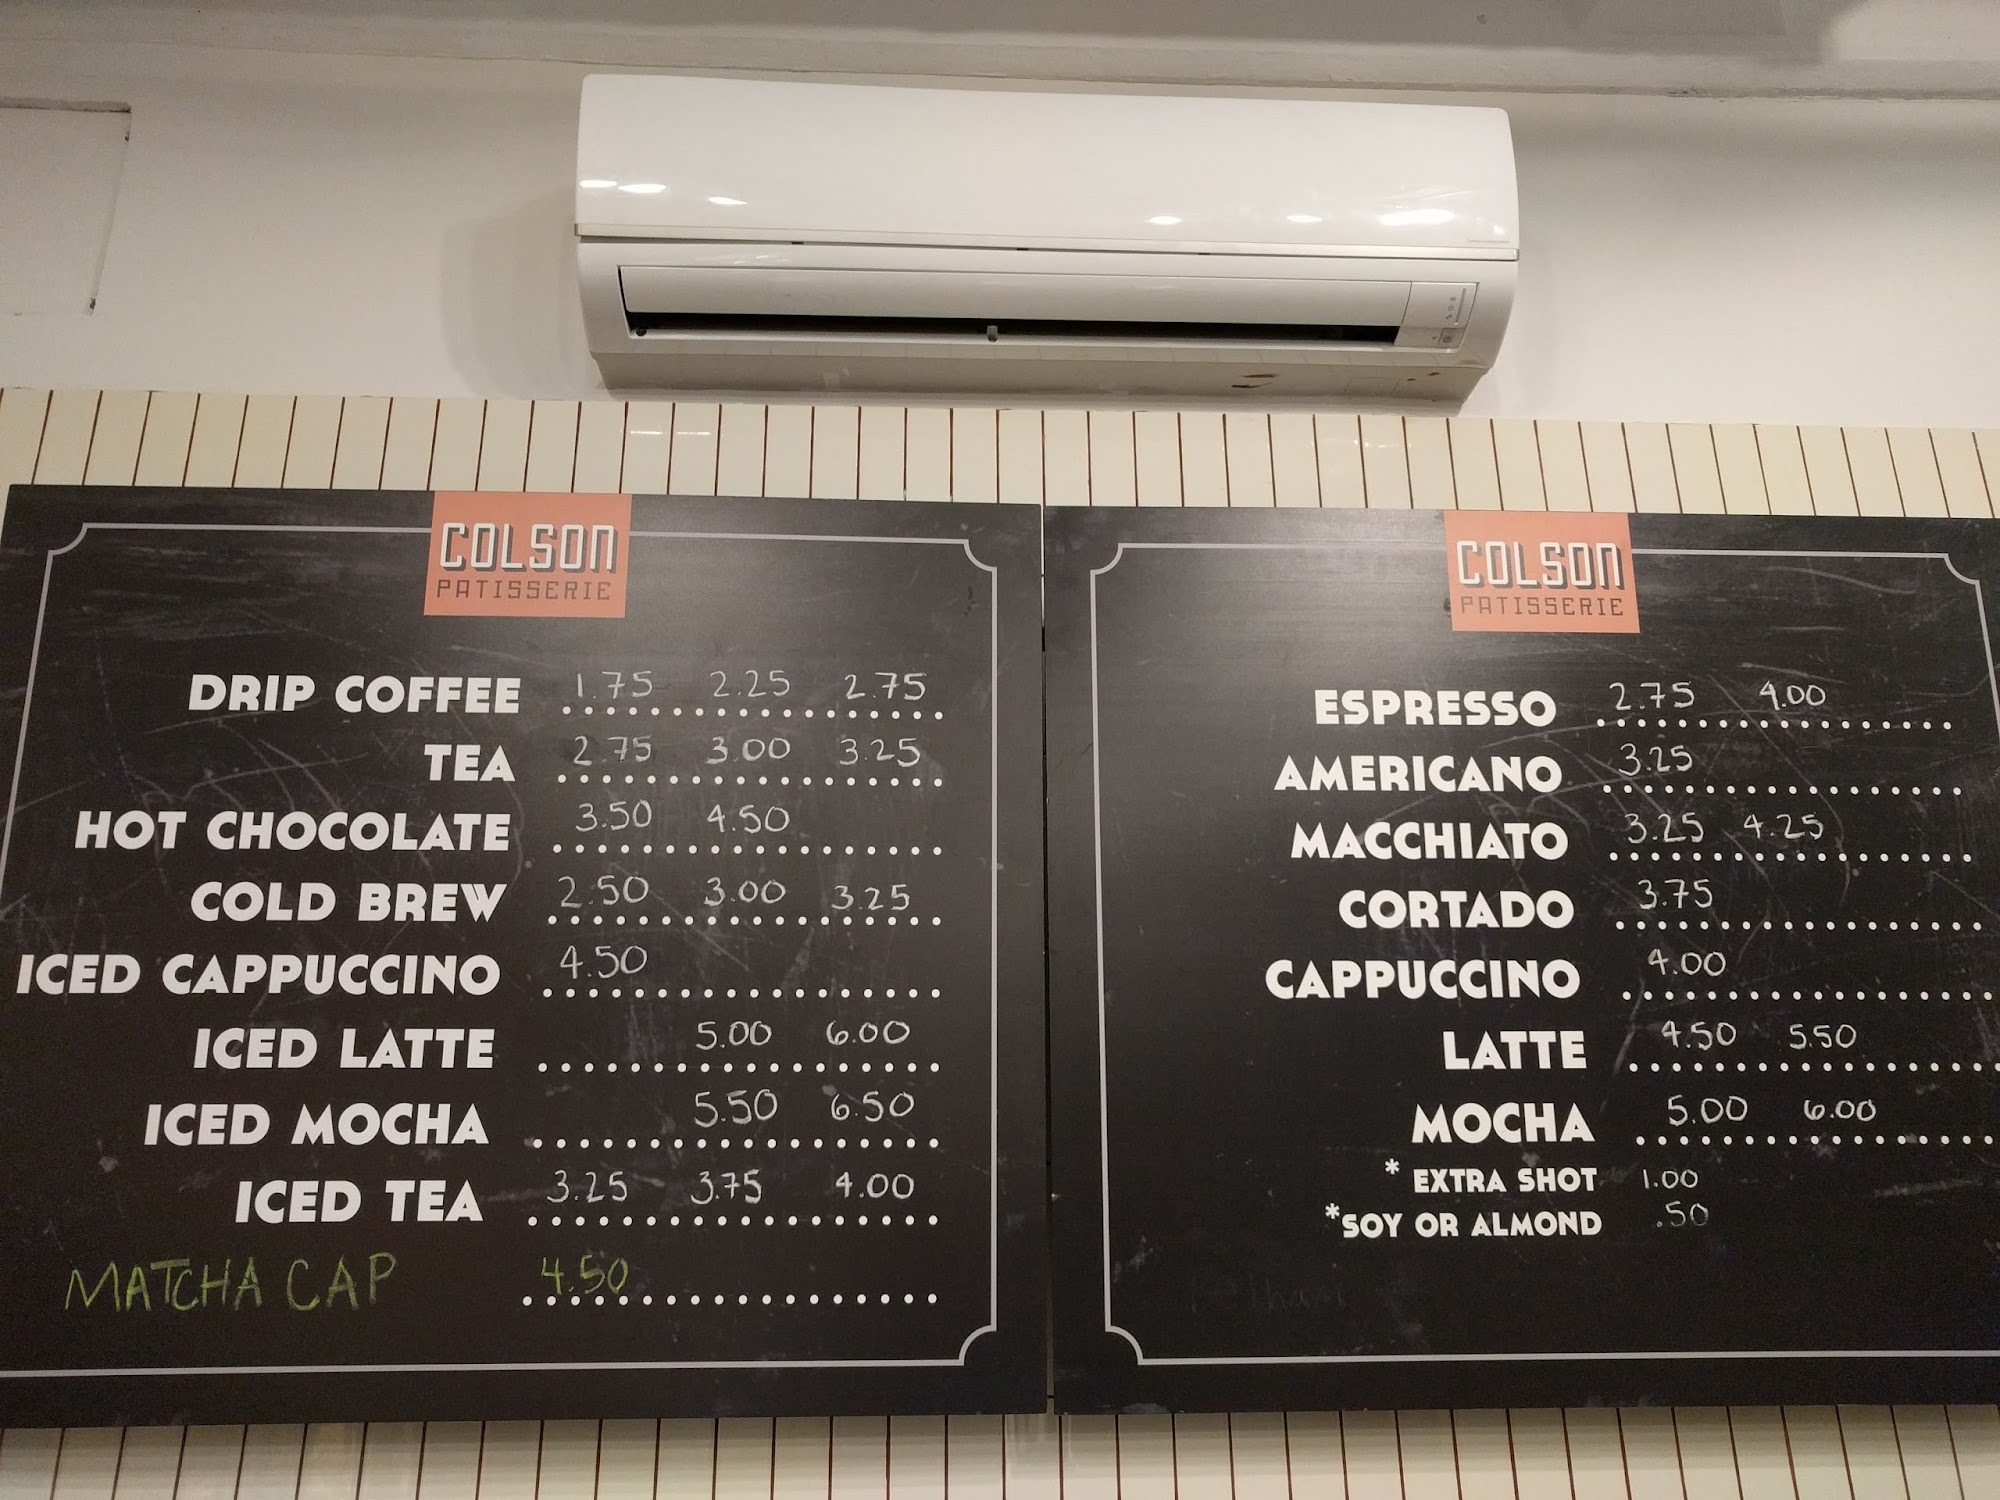 COLSON
PATISSERIE
DRIP COFFEE 1.75 2.25 2.75
TEA 2.75 3.00 3.25
HOT CHOCOLATE 3.50 4.50
COLD BREW 2.50 3.00 3.25
ICED CAPPUCCINO 4.50
ICED LATTE 5.00 6.00
ICED MOCHA 5.50 6.50
ICED TEA 3.25 3.75 4.00
MATCHA CAP 4.50
COLSON
PATISSERIE
ESPRESSO 2.75 4.00
AMERICANO 3.25
MACCHIATO 3.25 4.25
CORTADO 3.75
CAPPUCCINO 4.00
LATTE 4.50 5.50
MOCHA 5.00 6.00
* EXTRA SHOT 1.00
*SOY OR ALMOND .50